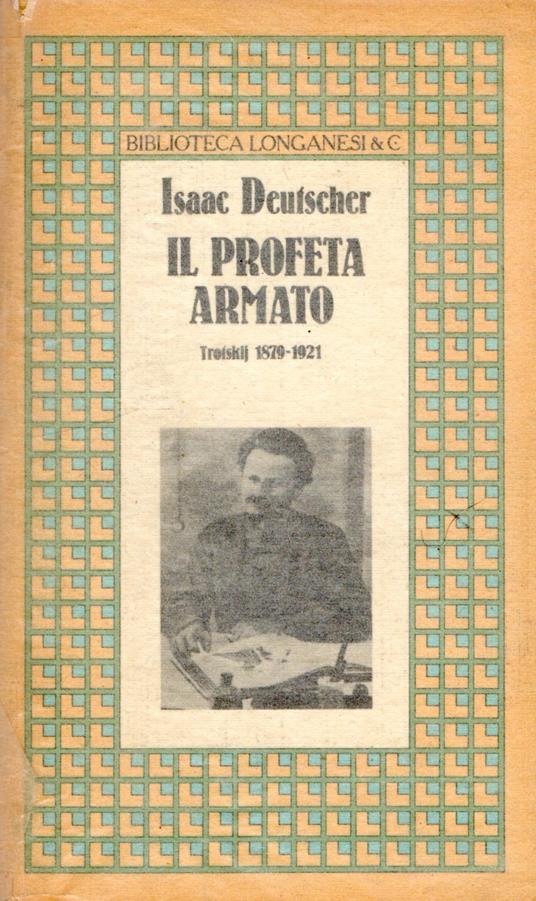 BIBLIOTECA LONGANESI & C
Isaac Deutscher
IL PROFETA
ARMATO
Trotskij 1879-1921